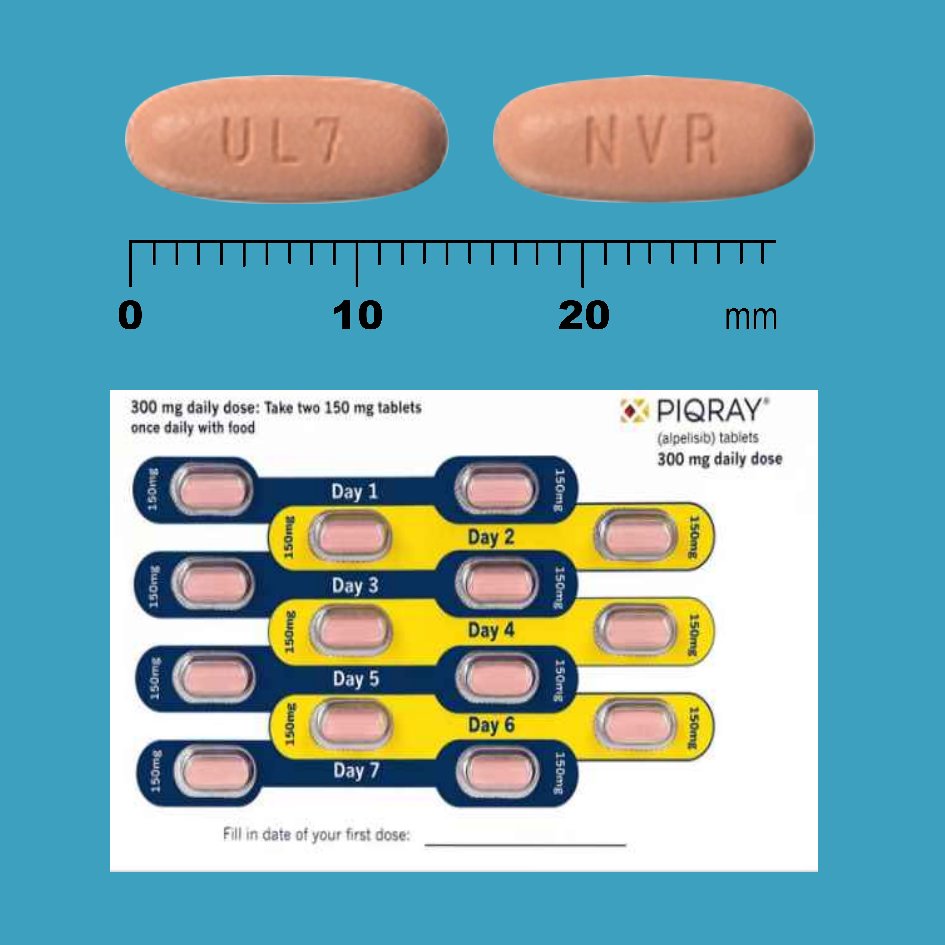 UL7 NVR
0 10 20 mm
300 mg daily dose: Take two 150 mg tablets
once daily with food
PIQRAY®
(alpelisib) tablets
300 mg daily dose
150mg Day 1 150mg
150mg Day 2 150mg
150mg Day 3 150mg
150mg Day 4 150mg
150mg Day 5 150mg
150mg Day 6 150mg
150mg Day 7 150mg
Fill in date of your first dose: